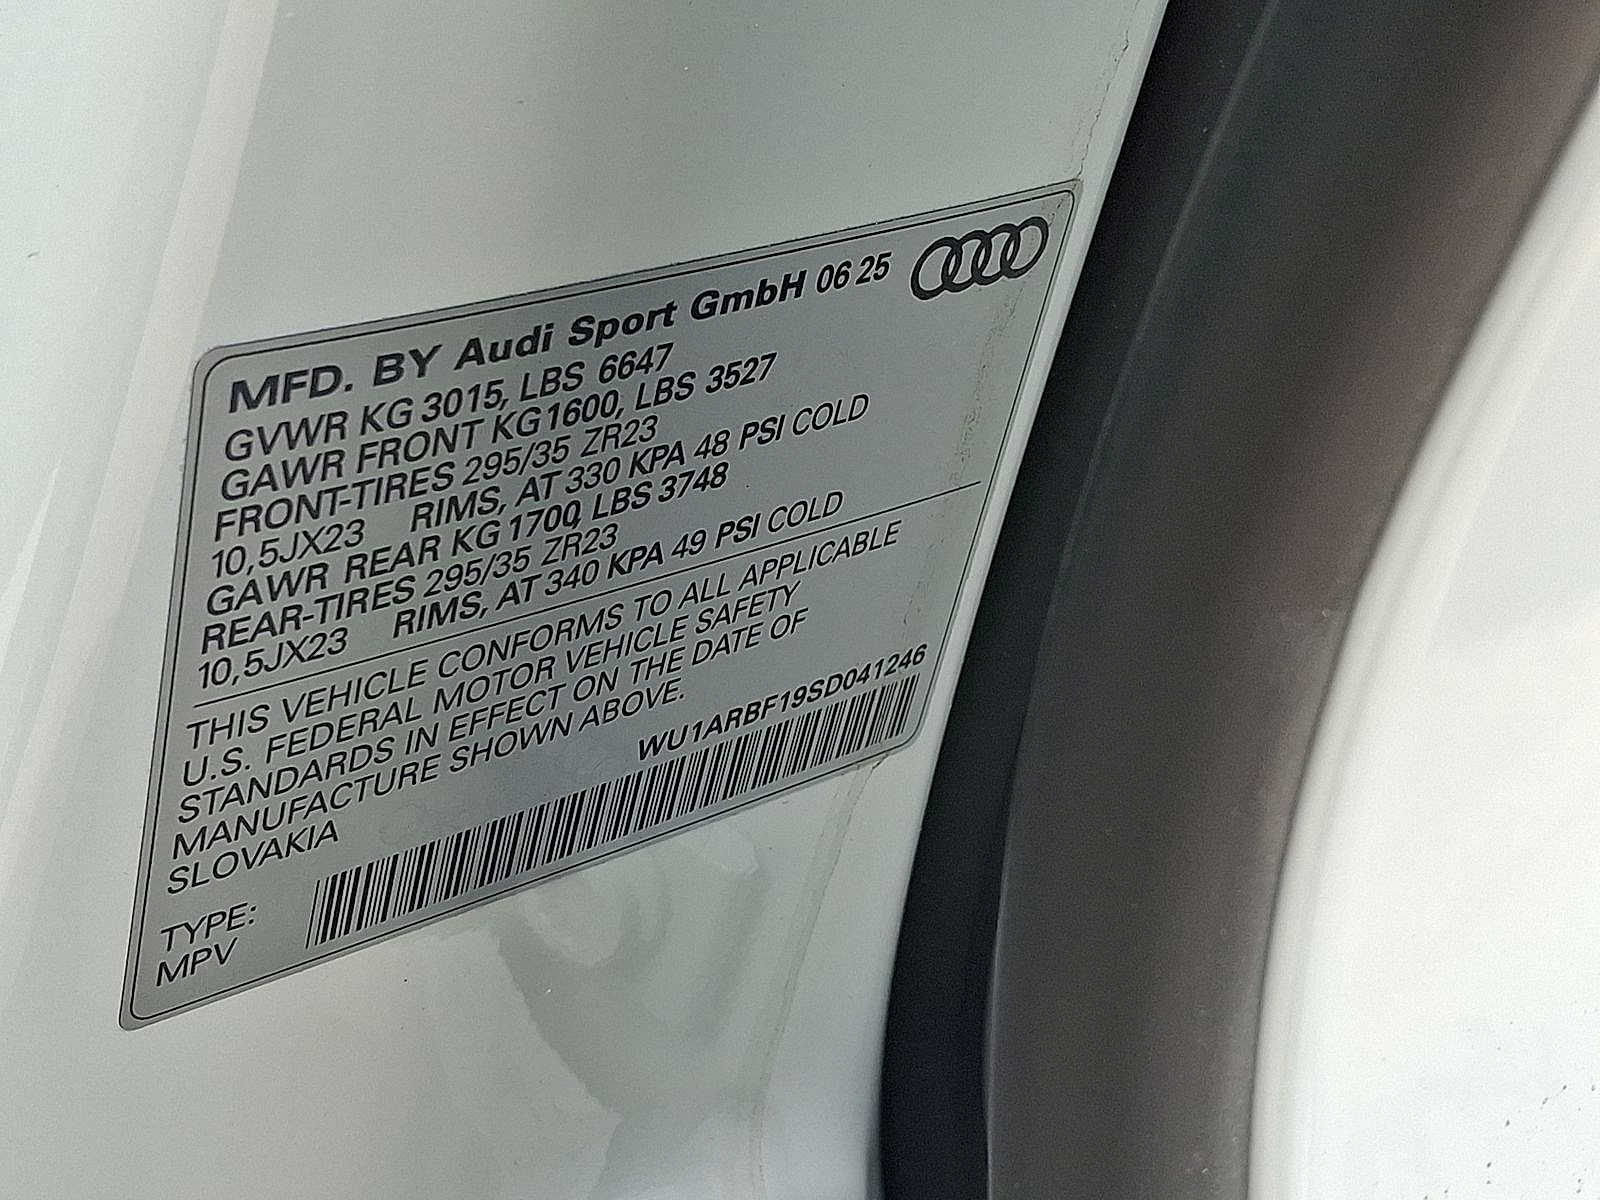 MFD. BY Audi Sport GmbH 06 25
GVWR KG 3015, LBS 6647
GAWR FRONT KG 1600, LBS 3527
FRONT-TIRES 295/35 ZR23
10,5JX23 RIMS, AT 330 KPA 48 PSI COLD
GAWR REAR KG 1700, LBS 3748
REAR-TIRES 295/35 ZR23
10,5JX23 RIMS, AT 340 KPA 49 PSI COLD
THIS VEHICLE CONFORMS TO ALL APPLICABLE
U.S. FEDERAL MOTOR VEHICLE SAFETY
STANDARDS IN EFFECT ON THE DATE OF
MANUFACTURE SHOWN ABOVE.
SLOVAKIA
WU1ARBF19SD041246
TYPE:
MPV